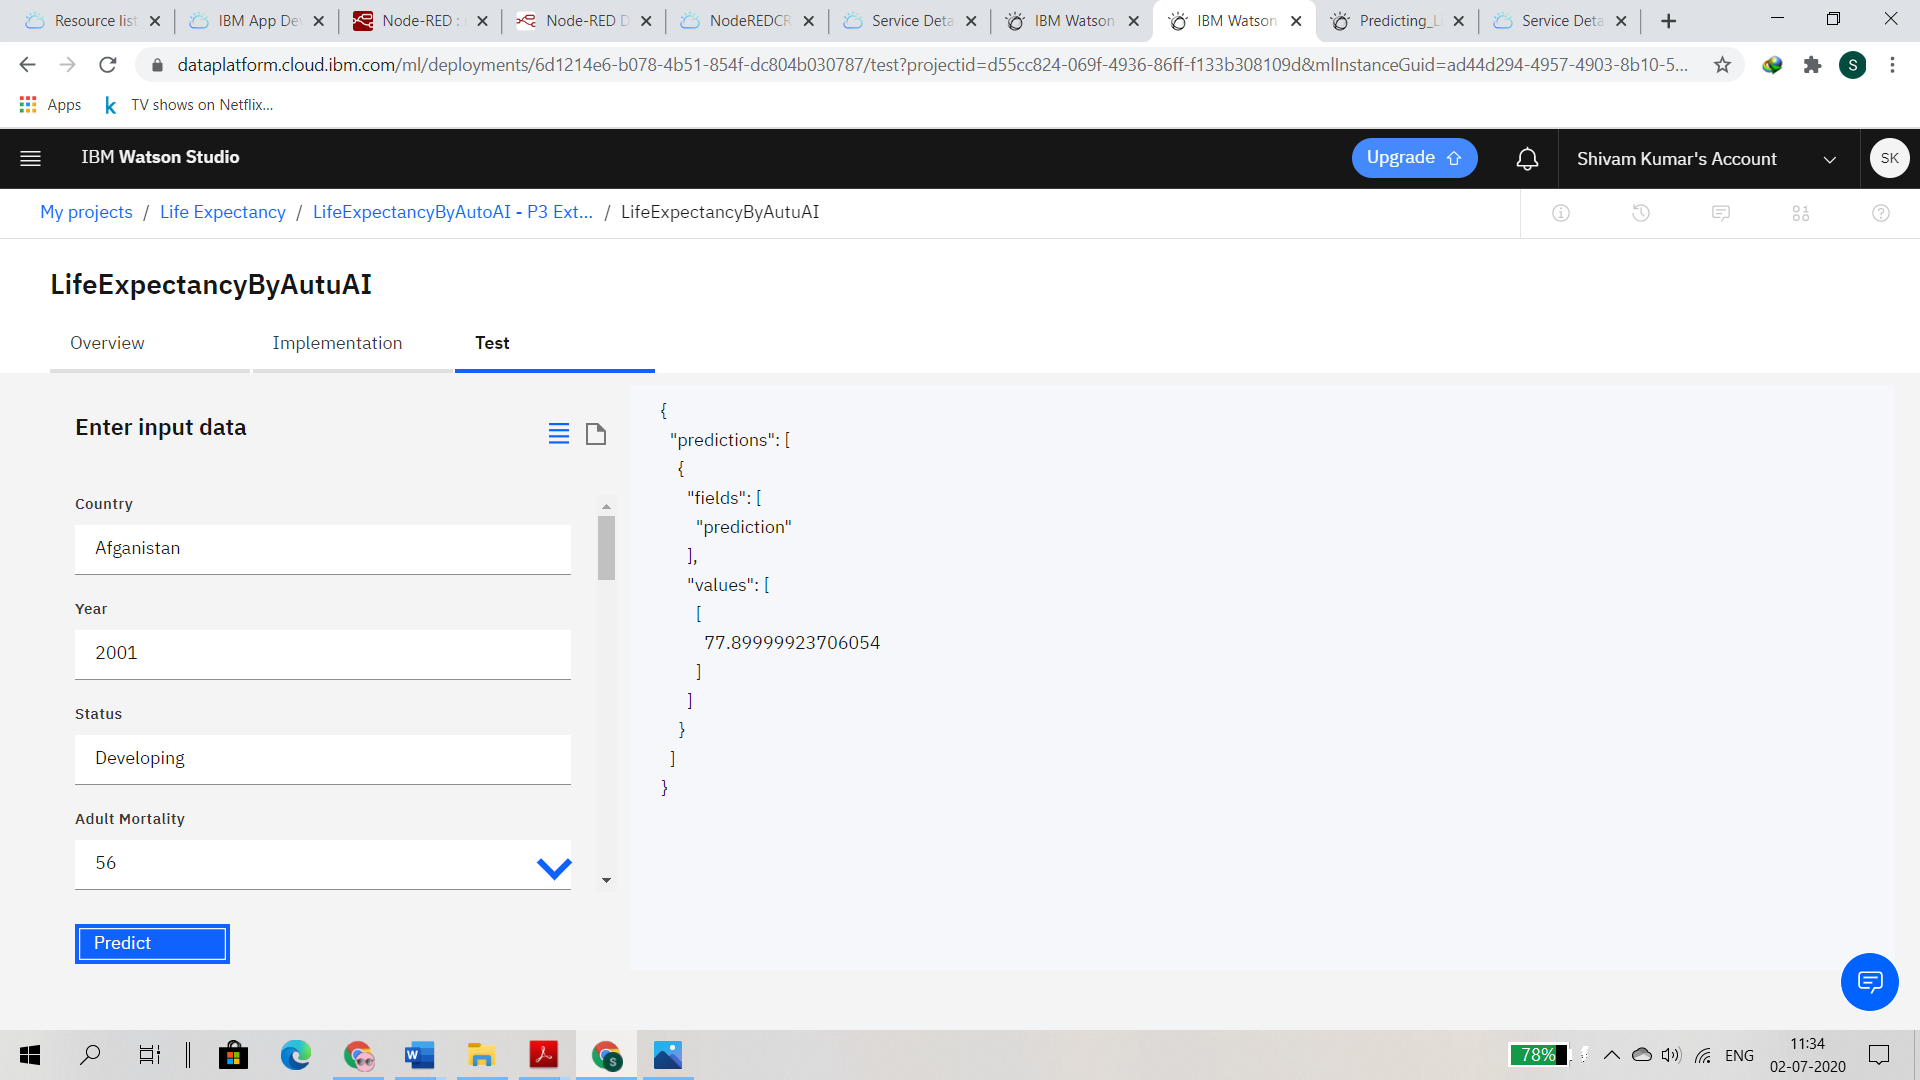 Resource list
IBM App De
Node-RED :
Node-RED D
NodeREDCR
Service Deta
IBM Watson
IBM Watson
Predicting_L
Service Deta
dataplatform.cloud.ibm.com/ml/deployments/6d1214e6-b078-4b51-854f-dc804b030787/test?projectid=d55cc824-069f-4936-86ff-f133b308109d&mlInstanceGuid=ad44d294-4957-4903-8b10-5...
S
Apps
k TV shows on Netflix...
IBM Watson Studio
Upgrade
Shivam Kumar's Account
SK
My projects / Life Expectancy / LifeExpectancyByAutoAI - P3 Ext... / LifeExpectancyByAutuAI
LifeExpectancyByAutuAI
Overview
Implementation
Test
Enter input data
Country
Afganistan
Year
2001
Status
Developing
Adult Mortality
56
Predict
{
"predictions": [
{
"fields": [
"prediction"
],
"values": [
[
77.89999923706054
]
]
}
]
}
78%
ENG
11:34
02-07-2020